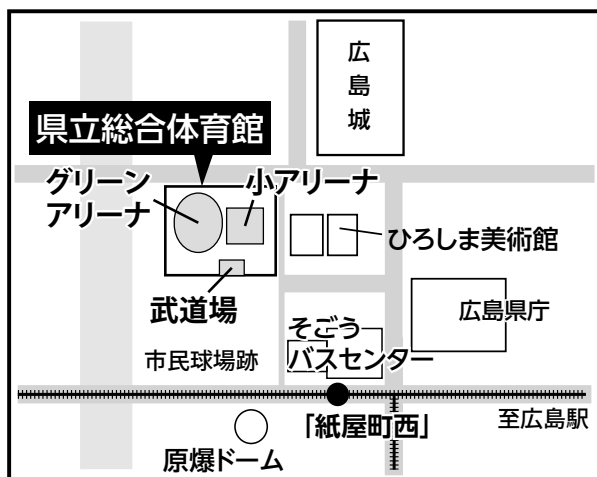 広島城
県立総合体育館
グリーン
アリーナ
小アリーナ
ひろしま美術館
武道場
広島県庁
そごう
バスセンター
市民球場跡
「紙屋町西」
至広島駅
原爆ドーム